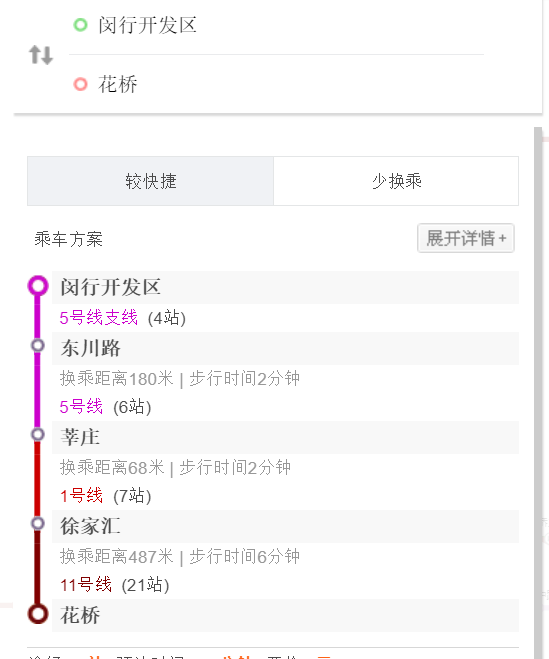 闵行开发区
花桥
较快捷
少换乘
乘车方案
展开详情+
闵行开发区
5号线支线 (4站)
东川路
换乘距离180米 | 步行时间2分钟
5号线 (6站)
莘庄
换乘距离68米 | 步行时间2分钟
1号线 (7站)
徐家汇
换乘距离487米 | 步行时间6分钟
11号线 (21站)
花桥